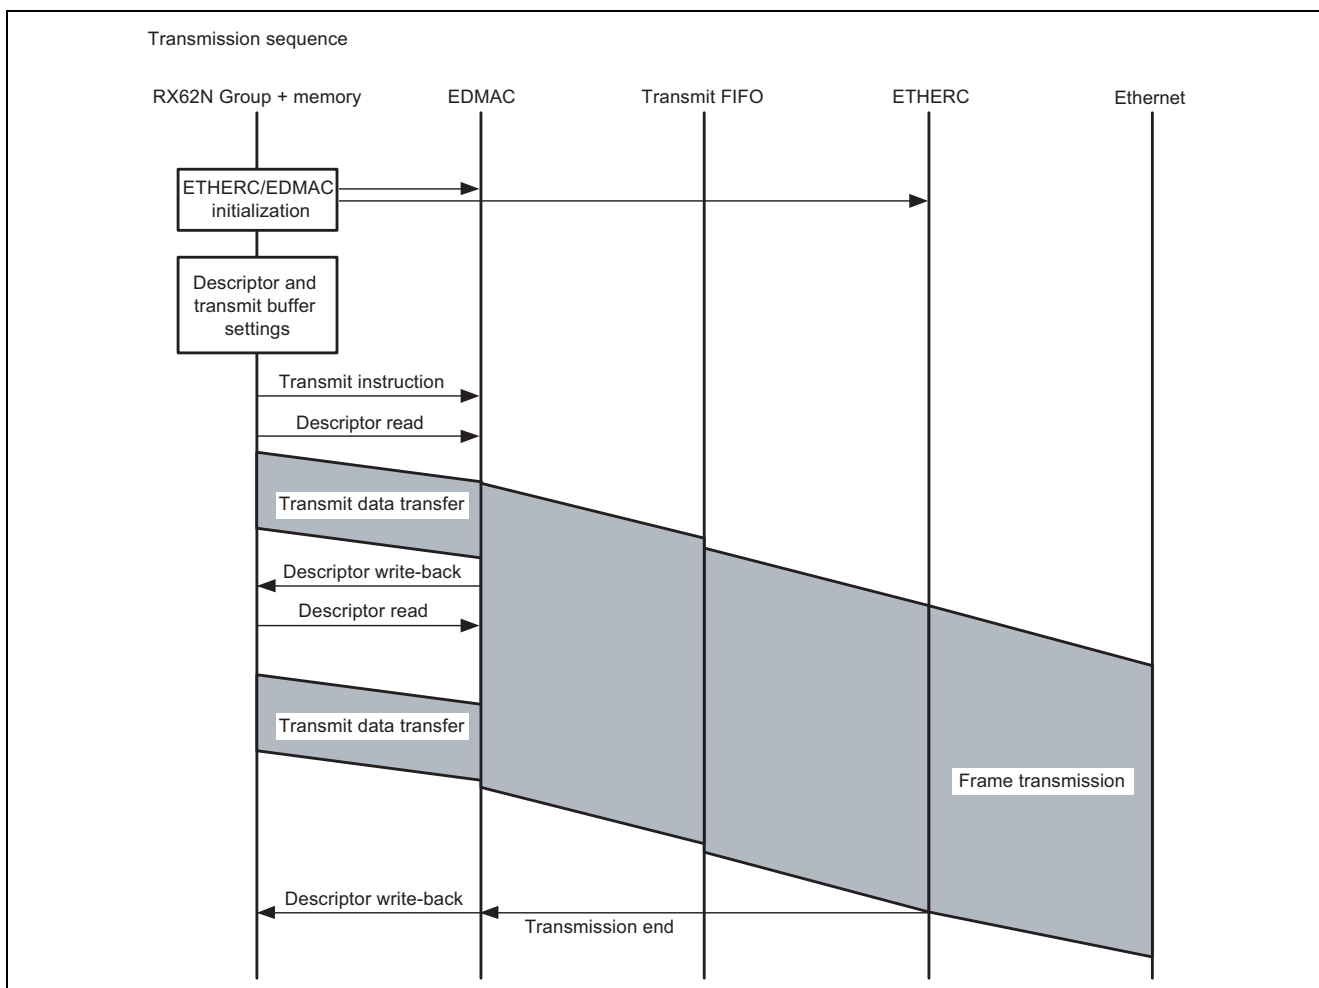 Transmission sequence
RX62N Group + memory
EDMAC
Transmit FIFO
ETHERC
Ethernet
ETHERC/EDMAC
initialization
Descriptor and
transmit buffer
settings
Transmit instruction
Descriptor read
Transmit data transfer
Descriptor write-back
Descriptor read
Transmit data transfer
Frame transmission
Descriptor write-back
Transmission end